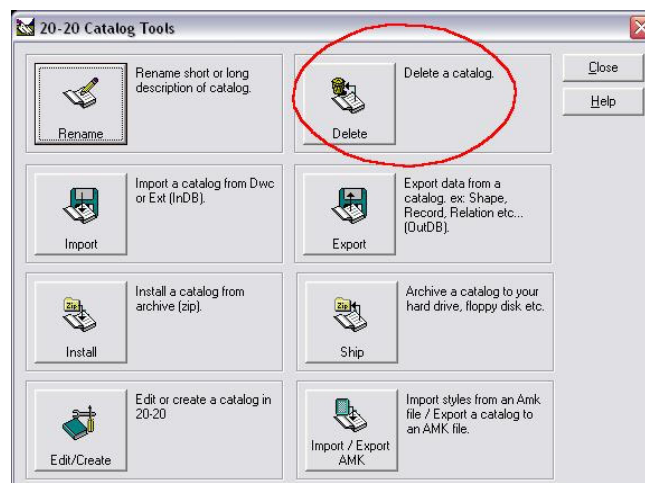 20-20 Catalog Tools
Rename
Rename short or long
description of catalog.
Delete
Delete a catalog.
Close
Help
Import
Import a catalog from Dwc
or Ext (InDB).
Export
Export data from a
catalog. ex: Shape,
Record, Relation etc...
(OutDB).
Zip
Install
Install a catalog from
archive (zip).
Zip
Ship
Archive a catalog to your
hard drive, floppy disk etc.
Edit/Create
Edit or create a catalog in
20-20
Import / Export
AMK
Import styles from an Amk
file / Export a catalog to
an AMK file.